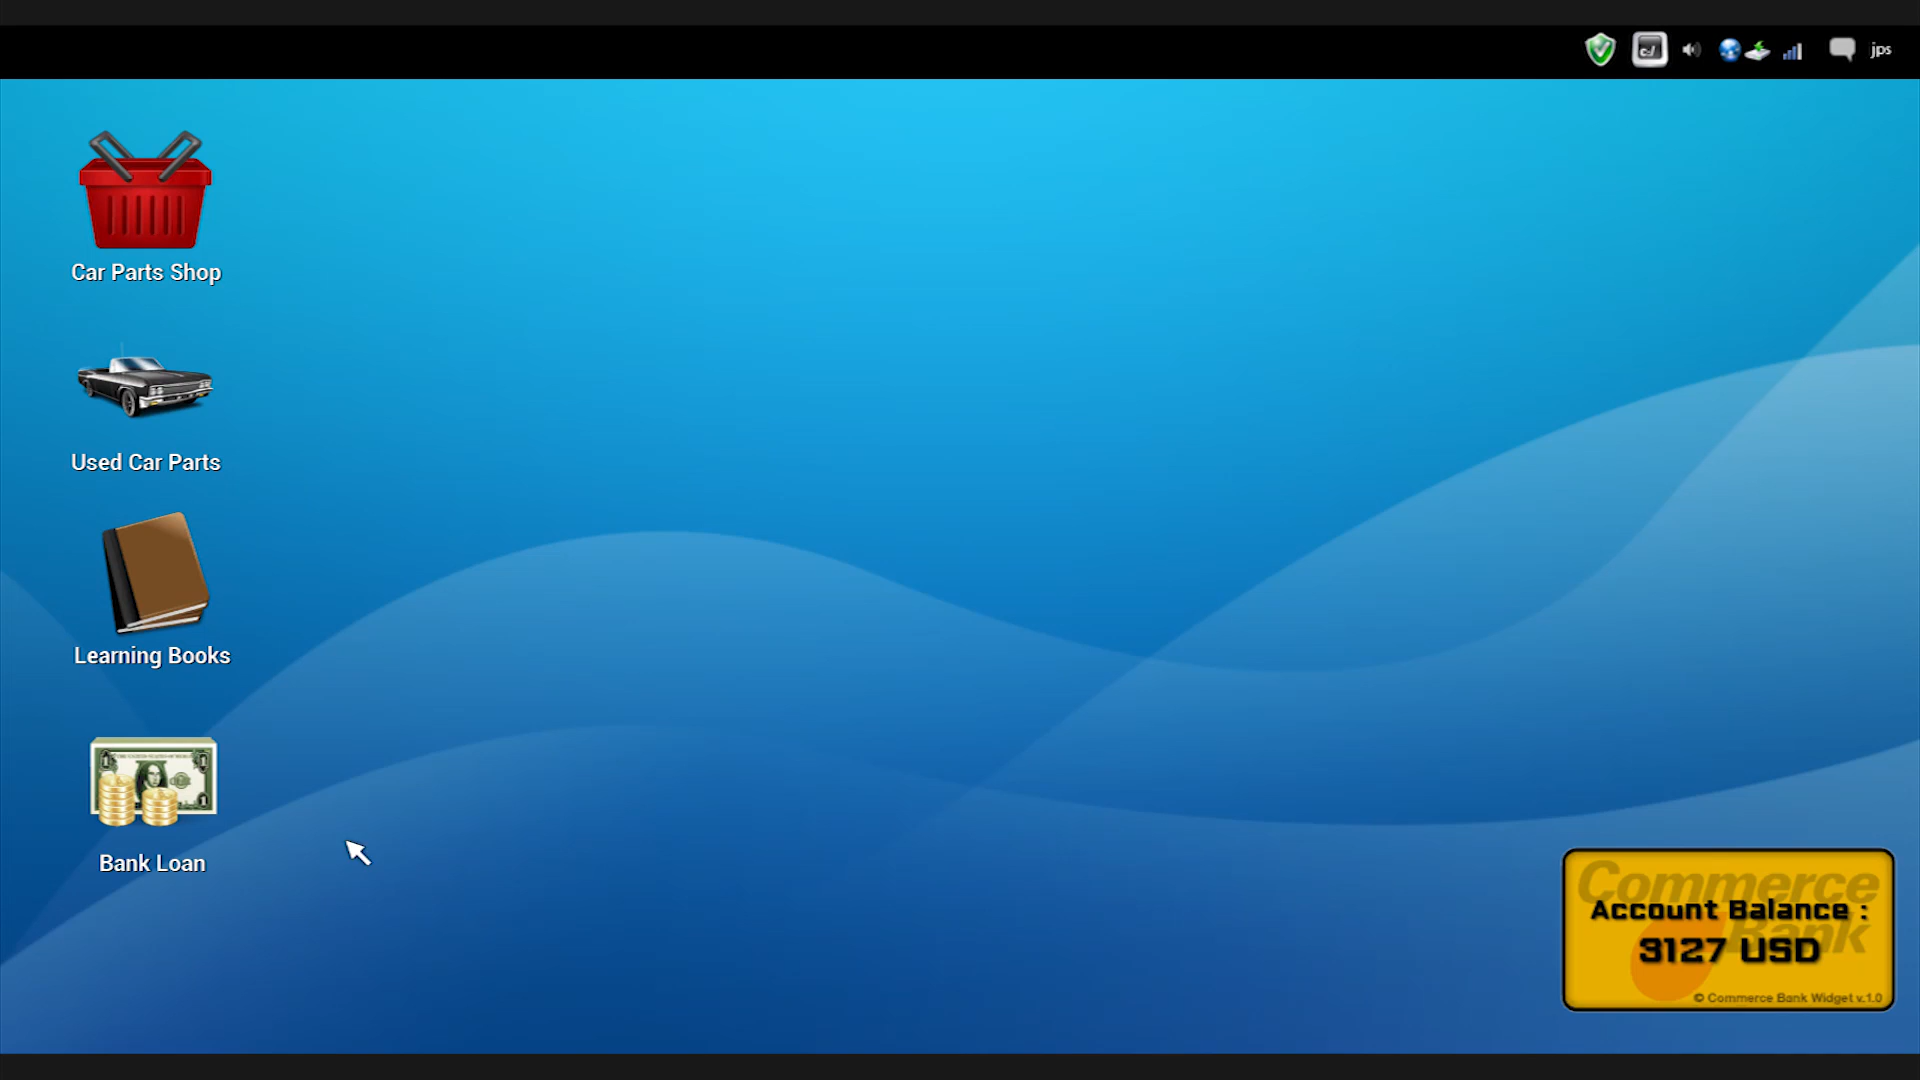 C:/
jps
Car Parts Shop
Used Car Parts
Learning Books
Bank Loan
Commerce Bank
Account Balance :
3127 USD
© Commerce Bank Widget v.1.0